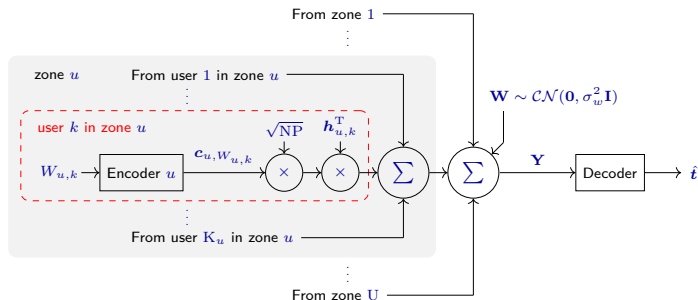 From zone 1
⋮
zone u
From user 1 in zone u
⋮
W ∼ CN(0, σ_w^2 I)
user k in zone u
√NP
h_{u,k}^T
W_{u,k}
Encoder u
c_{u,W_{u,k}}
×
×
∑
∑
Y
Decoder
t̂
⋮
From user K_u in zone u
⋮
From zone U